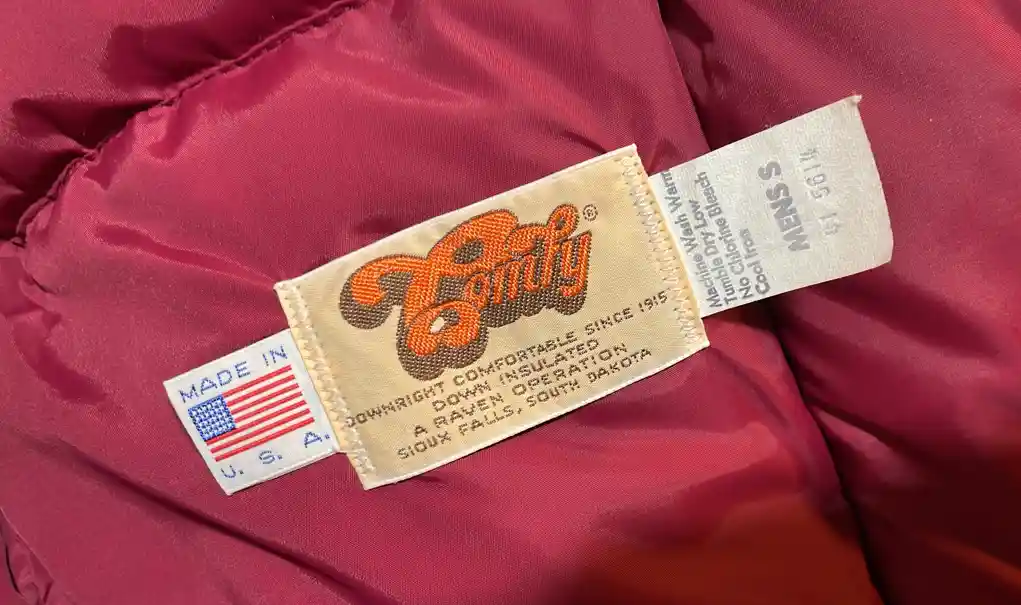 MADE IN
U. S. A.
Comfy®
DOWNRIGHT COMFORTABLE SINCE 1915
DOWN INSULATED
A RAVEN OPERATION
SIOUX FALLS, SOUTH DAKOTA
Machine Wash Warm
Tumble Dry Low
No Chlorine Bleach
Cool Iron
MENS S